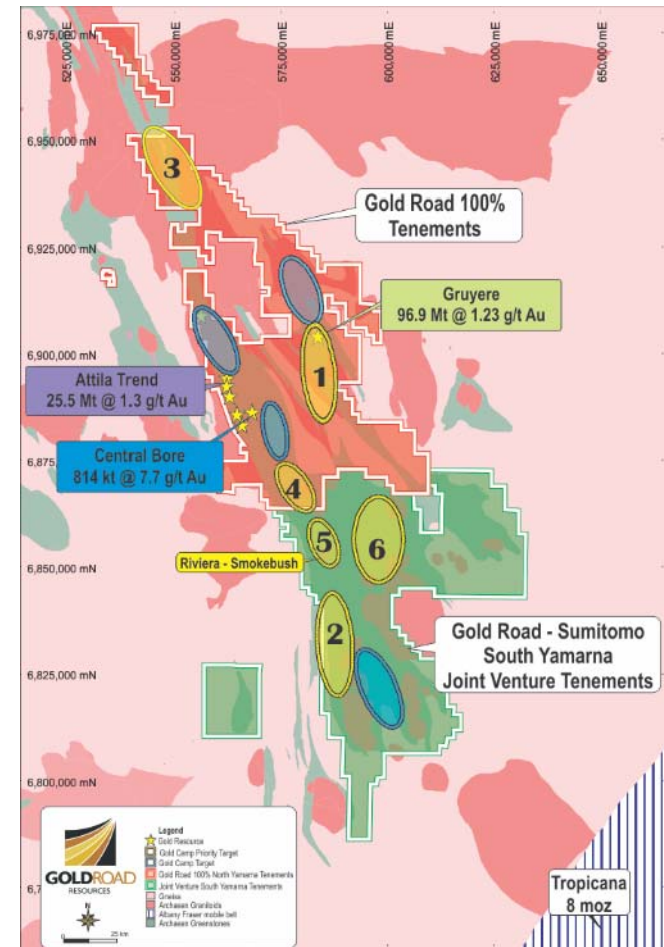 525,000 mE
550,000 mE
575,000 mE
600,000 mE
650,000 mE
6,975,000 mN
6,950,000 mN
3
Gold Road 100%
Tenements
6,925,000 mN
Gruyere
96.9 Mt @ 1.23 g/t Au
6,900,000 mN
1
Attila Trend
25.5 Mt @ 1.3 g/t Au
Central Bore
814 kt @ 7.7 g/t Au
6,875,000 mN
4
5
6
Riviera - Smokebush
6,850,000 mN
2
Gold Road - Sumitomo
South Yamarna
Joint Venture Tenements
6,825,000 mN
6,800,000 mN
GOLDROAD
RESOURCES
N
0
25 km
Legend
Gold Resource
Gold Camp Priority Target
Gold Camp Target
Gold Road 100% North Yamarna Tenements
Joint Venture South Yamarna Tenements
Gneiss
Archaean Granitoids
Albany Fraser mobile belt
Archaean Greenstones
Tropicana
8 moz